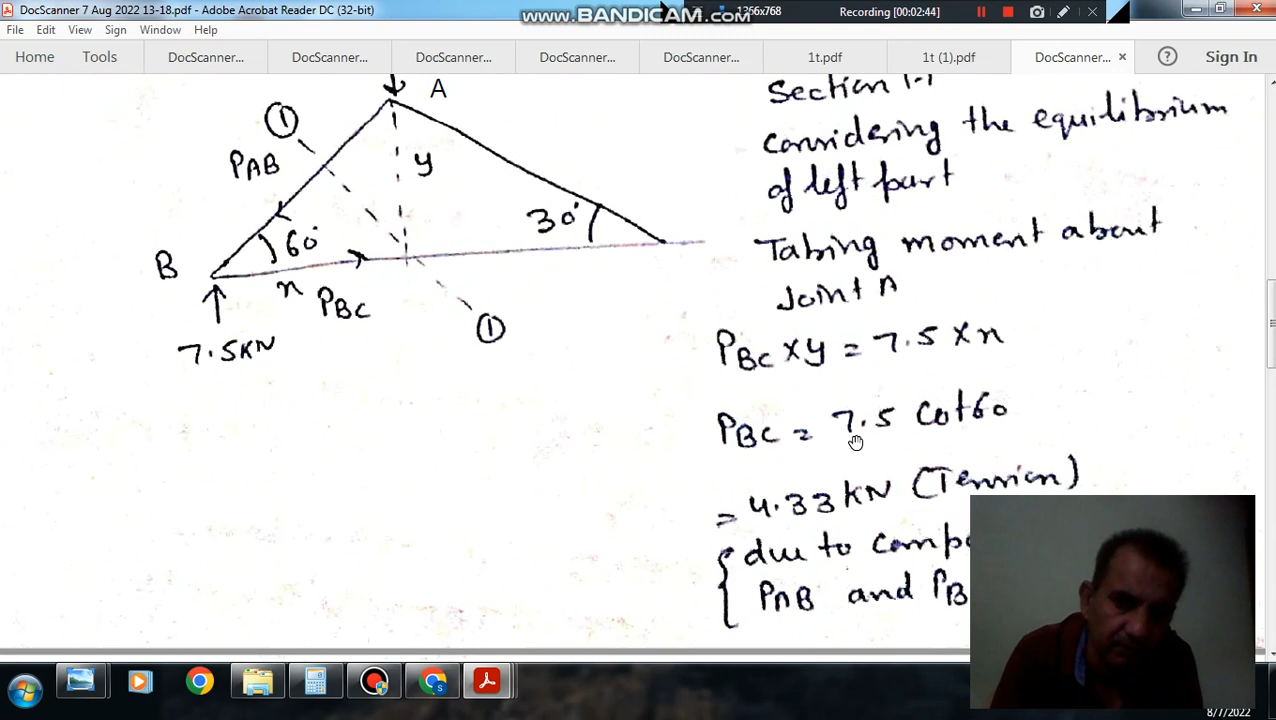 DocScanner 7 Aug 2022 13-18.pdf - Adobe Acrobat Reader DC (32-bit)
www.BANDICAM.com
1366x768
Recording [00:02:44]
File Edit View Sign Window Help
Home Tools DocScanner... DocScanner... DocScanner... DocScanner... DocScanner... 1t.pdf 1t (1).pdf DocScanner... × ? Sign In
A
①
PAB
y
60°
30°
B
x
PBC
①
7.5KN
Section 1-1
considering the equilibrium
of left part
Taking moment about
Joint A
PBC × y = 7.5 × x
PBC = 7.5 cot60
= 4.33 KN (Tension)
due to
PAB and
8/7/2022